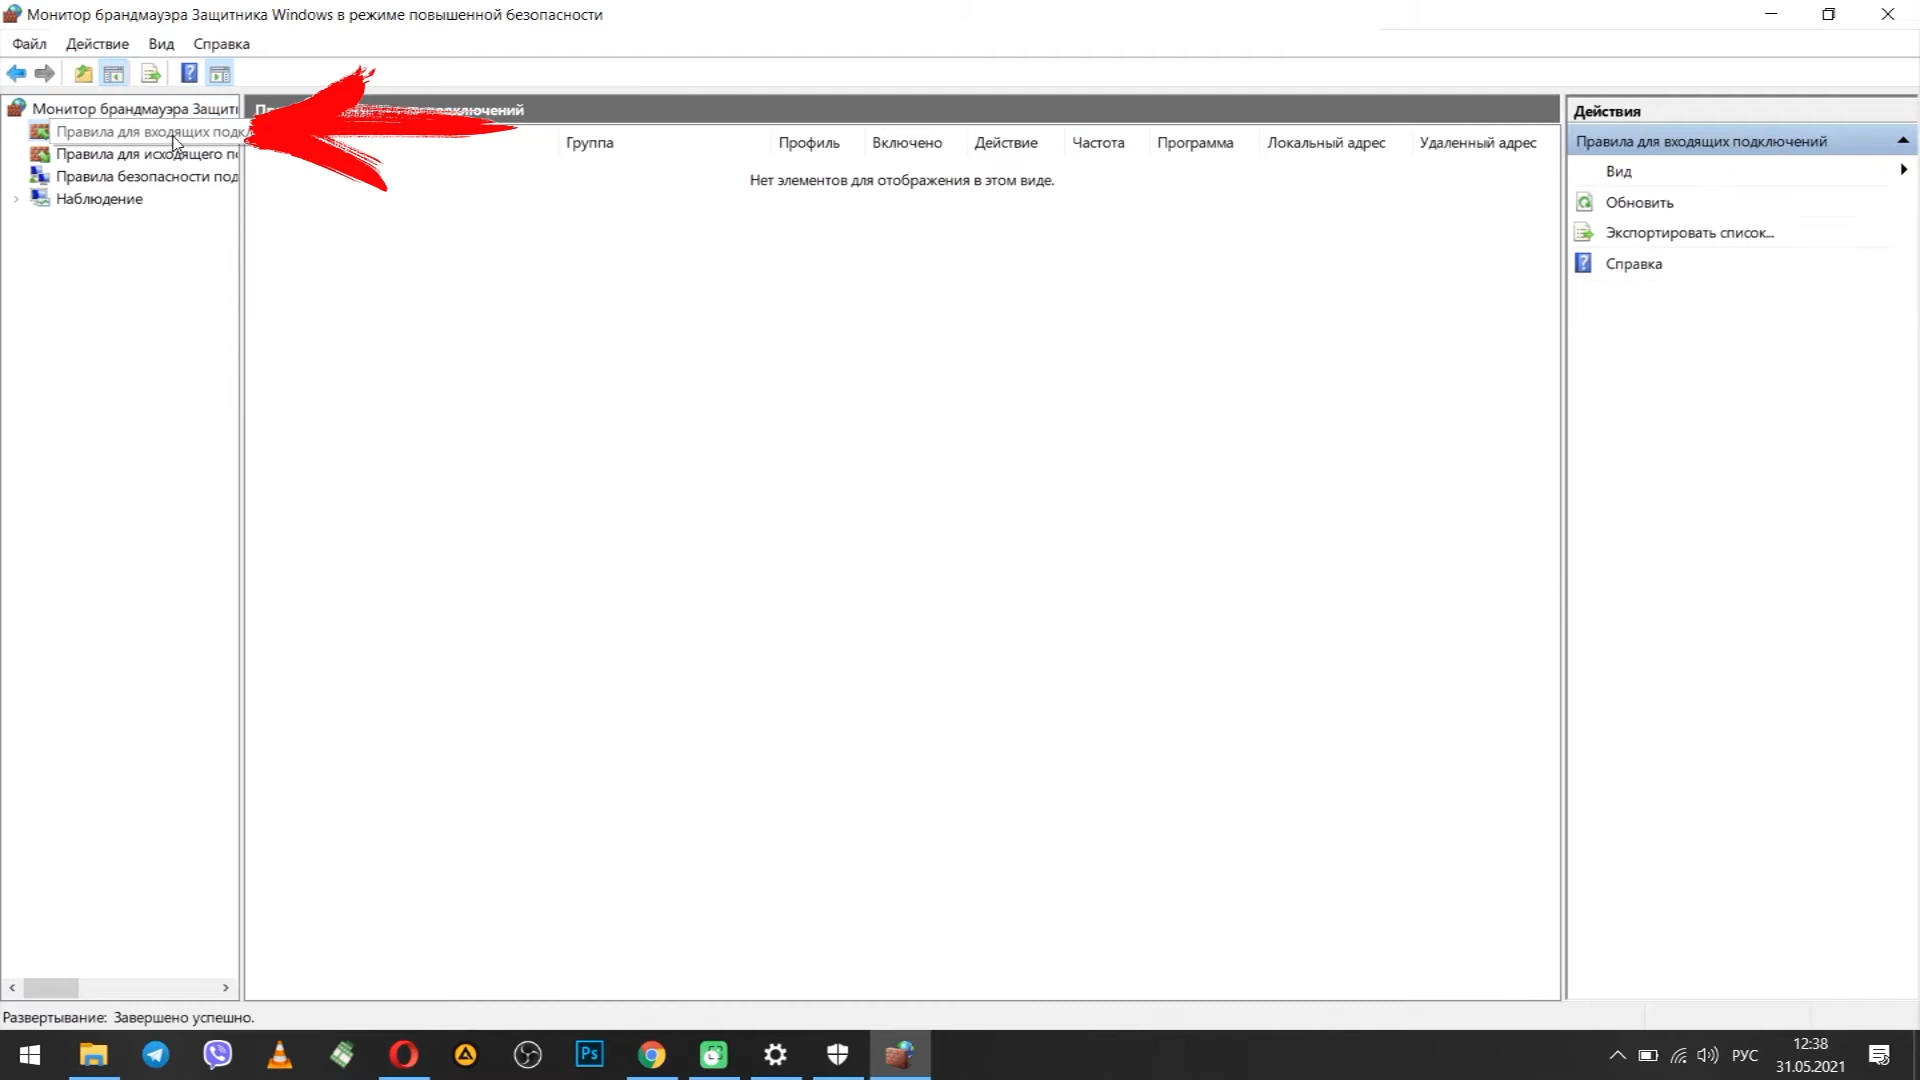 Монитор брандмауэра Защитника Windows в режиме повышенной безопасности
Файл Действие Вид Справка
Монитор брандмауэра Защит
Правила для входящих подк
Правила для исходящего п
Правила безопасности под
Наблюдение
Группа Профиль Включено Действие Частота Программа Локальный адрес Удаленный адрес
Нет элементов для отображения в этом виде.
Действия
Правила для входящих подключений
Вид
Обновить
Экспортировать список...
Справка
Развертывание: Завершено успешно.
Ps
РУС
12:38
31.05.2021